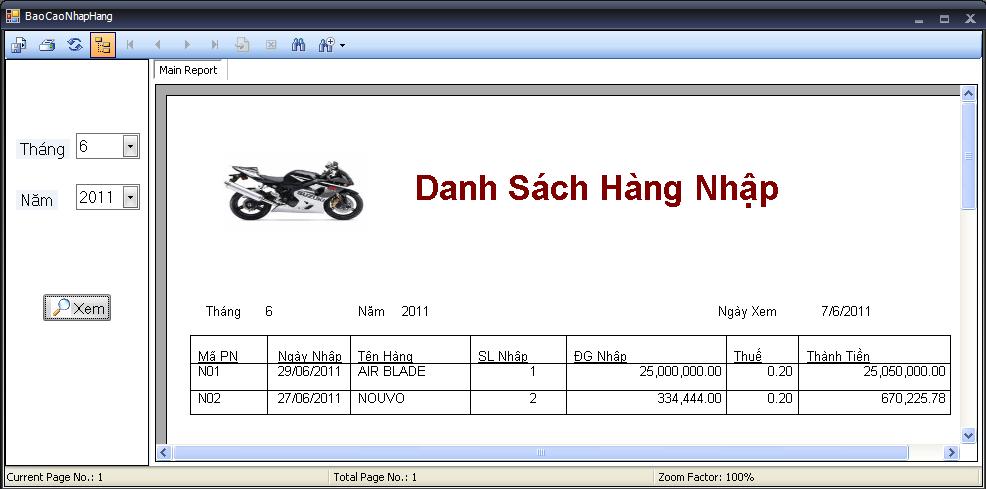 BaoCaoNhapHang
Main Report
Tháng 6
Năm 2011
Xem
Danh Sách Hàng Nhập
Tháng 6 Năm 2011 Ngày Xem 7/6/2011
Mã PN Ngày Nhập Tên Hàng SL Nhập ĐG Nhập Thuế Thành Tiền
N01 29/06/2011 AIR BLADE 1 25,000,000.00 0.20 25,050,000.00
N02 27/06/2011 NOUVO 2 334,444.00 0.20 670,225.78
Current Page No.: 1 Total Page No.: 1 Zoom Factor: 100%